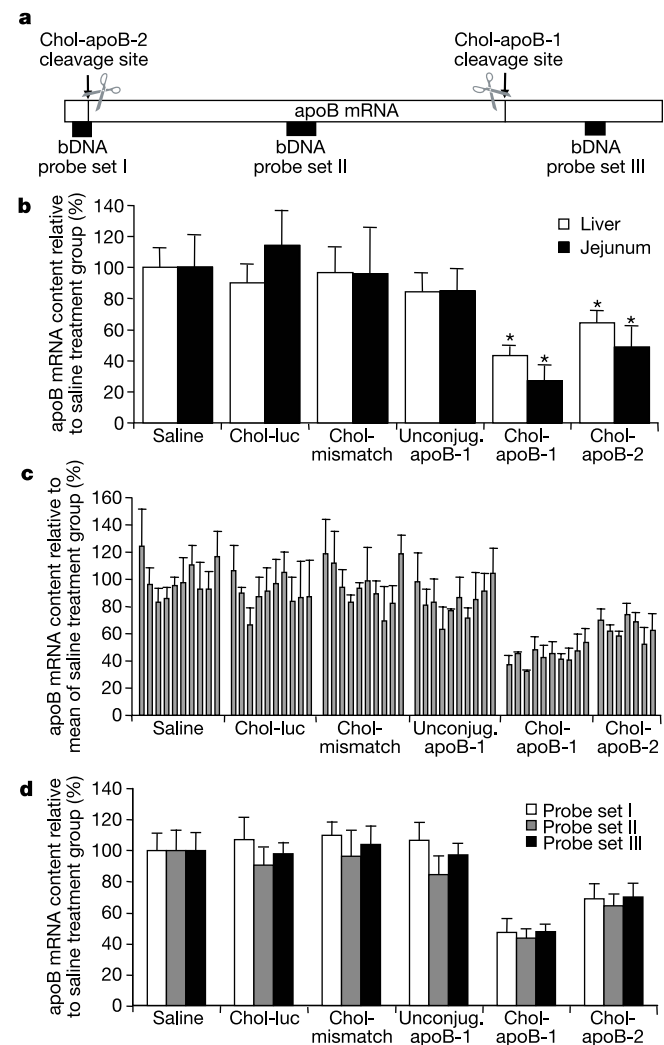 a
Chol-apoB-2
cleavage site
Chol-apoB-1
cleavage site
apoB mRNA
bDNA
probe set I
bDNA
probe set II
bDNA
probe set III
b
apoB mRNA content relative
to saline treatment group (%)
140
120
100
80
60
40
20
0
Liver
Jejunum
*
*
*
*
Saline
Chol-luc
Chol-
mismatch
Unconjug.
apoB-1
Chol-
apoB-1
Chol-
apoB-2
c
apoB mRNA content relative to
mean of saline treatment group (%)
160
140
120
100
80
60
40
20
0
Saline
Chol-luc
Chol-
mismatch
Unconjug.
apoB-1
Chol-
apoB-1
Chol-
apoB-2
d
apoB mRNA content relative
to saline treatment group (%)
140
120
100
80
60
40
20
0
Probe set I
Probe set II
Probe set III
Saline
Chol-luc
Chol-
mismatch
Unconjug.
apoB-1
Chol-
apoB-1
Chol-
apoB-2